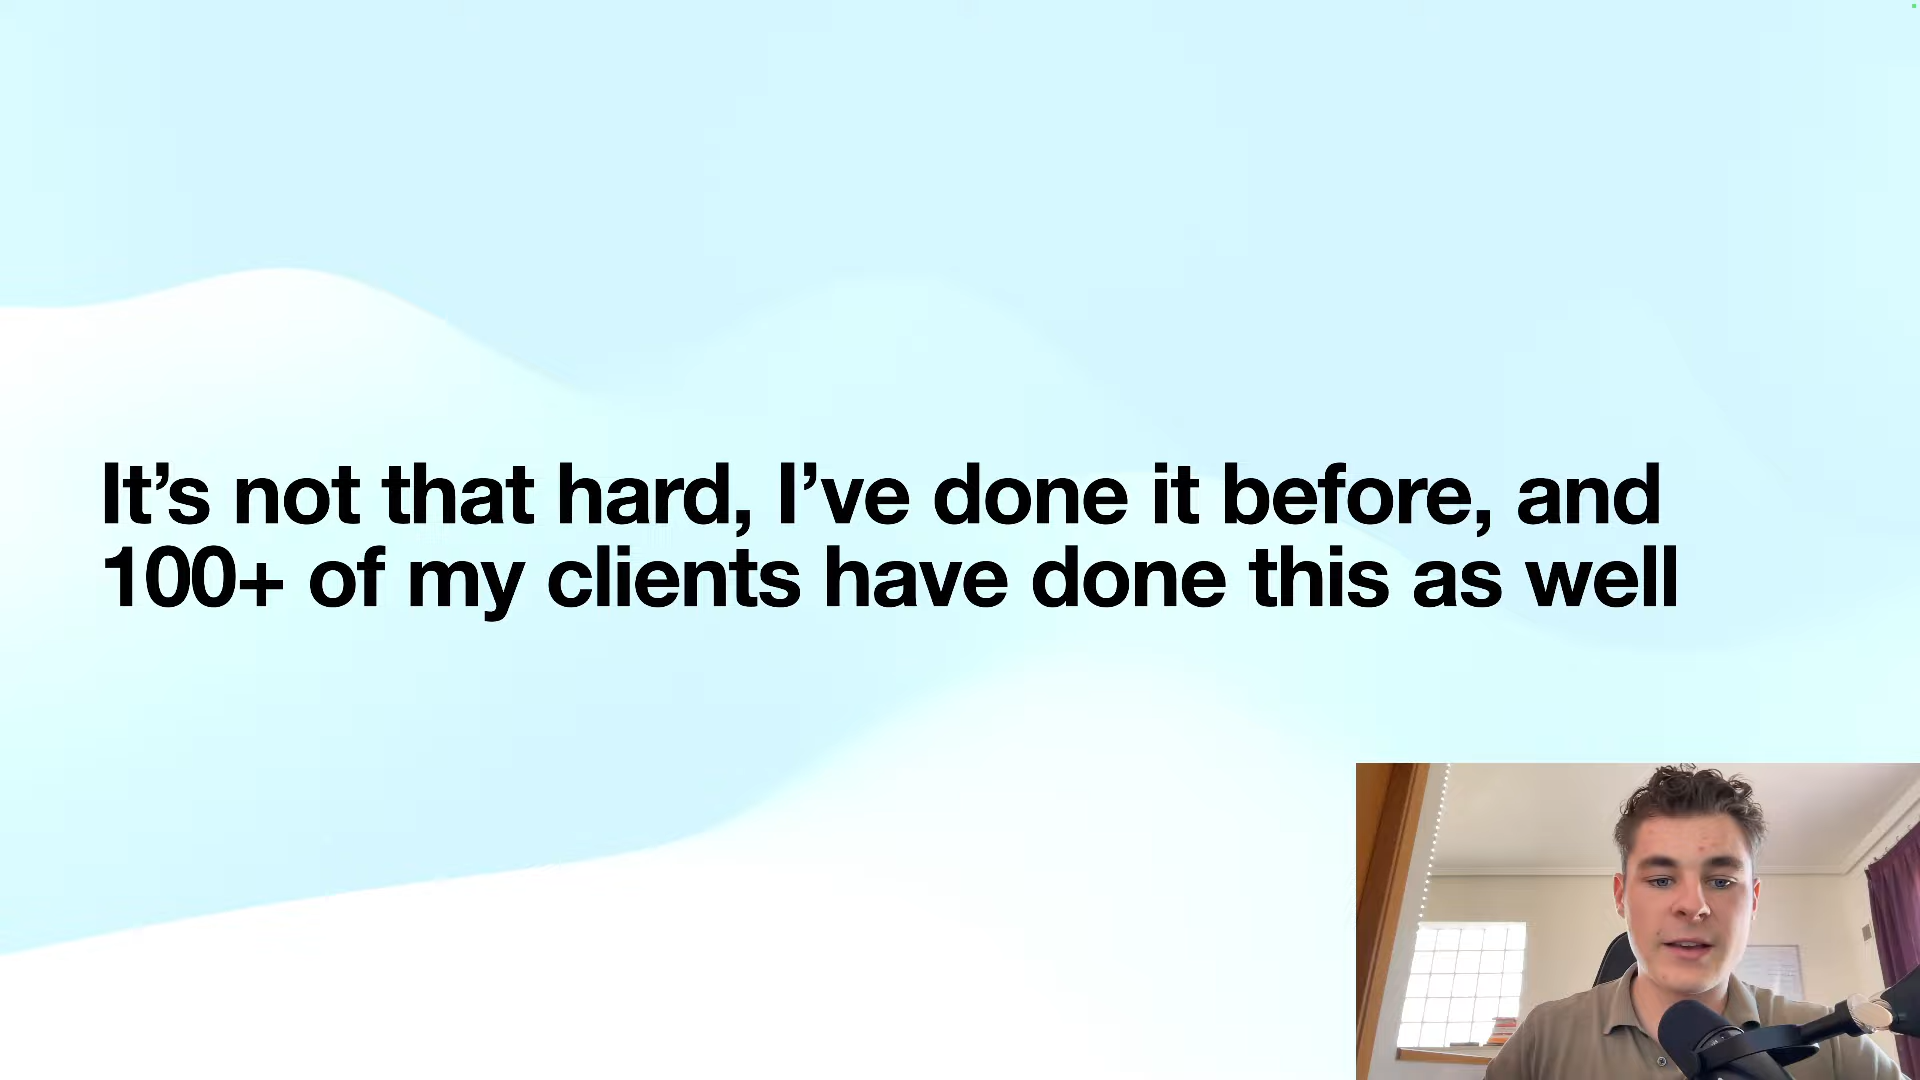 It’s not that hard, I’ve done it before, and
100+ of my clients have done this as well